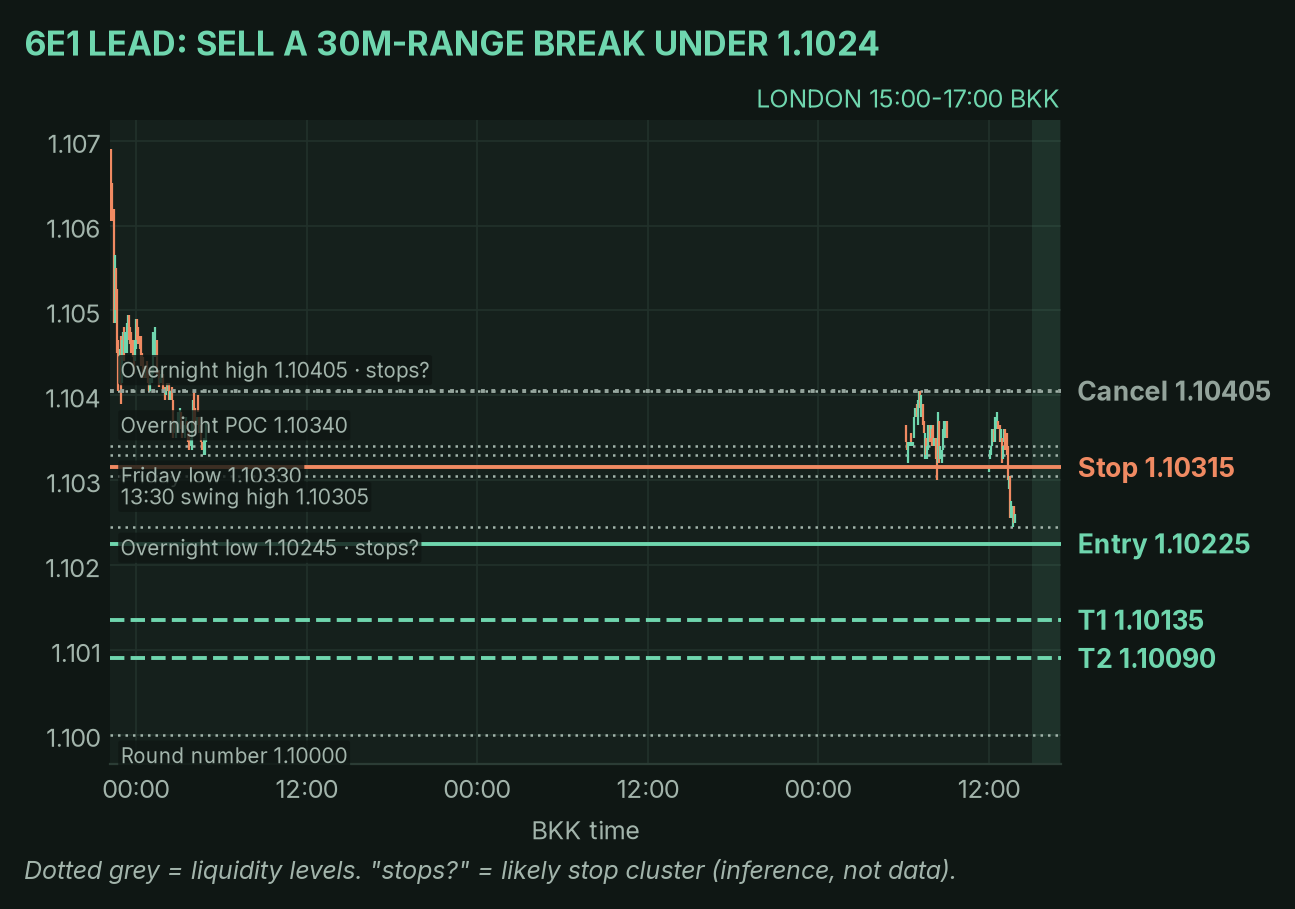 6E1 LEAD: SELL A 30M-RANGE BREAK UNDER 1.1024
LONDON 15:00-17:00 BKK
1.107
1.106
1.105
Overnight high 1.10405 · stops?
1.104
Cancel 1.10405
Overnight POC 1.10340
Friday low 1.10330
Stop 1.10315
1.103
13:30 swing high 1.10305
Overnight low 1.10245 · stops?
Entry 1.10225
1.102
T1 1.10135
1.101
T2 1.10090
1.100
Round number 1.10000
00:00 12:00 00:00 12:00 00:00 12:00
BKK time
Dotted grey = liquidity levels. "stops?" = likely stop cluster (inference, not data).